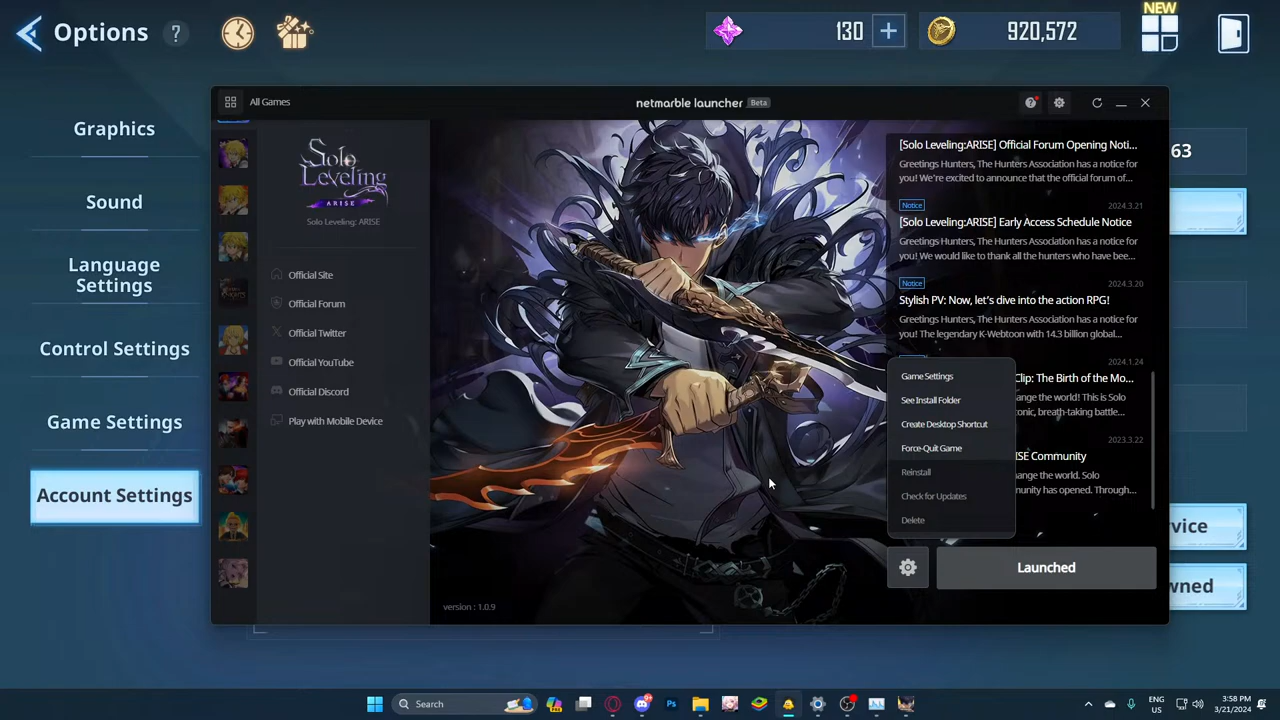 Options ?
130 +
920,572
NEW
Graphics
Sound
Language
Settings
Control Settings
Game Settings
Account Settings
All Games
netmarble launcher Beta
Solo
Leveling
ARISE
Solo Leveling: ARISE
Official Site
Official Forum
Official Twitter
Official YouTube
Official Discord
Play with Mobile Device
version : 1.0.9
[Solo Leveling:ARISE] Official Forum Opening Noti...
Greetings Hunters, The Hunters Association has a notice for
you! We're excited to announce that the official forum of...
Notice 2024.3.21
[Solo Leveling:ARISE] Early Access Schedule Notice
Greetings Hunters, The Hunters Association has a notice for
you! We would like to thank all the hunters who have bee...
Notice 2024.3.20
Stylish PV: Now, let's dive into the action RPG!
Greetings Hunters, The Hunters Association has a notice for
you! The legendary K-Webtoon with 14.3 billion global...
2024.1.24
Clip: The Birth of the Mo...
ange the world! This is Solo
onic, breath-taking battle...
2023.3.22
ISE Community
ange the world. Solo
munity has opened. Through...
Game Settings
See Install Folder
Create Desktop Shortcut
Force-Quit Game
Reinstall
Check for Updates
Delete
Launched
63
vice
wned
Search
ENG
US
3:58 PM
3/21/2024